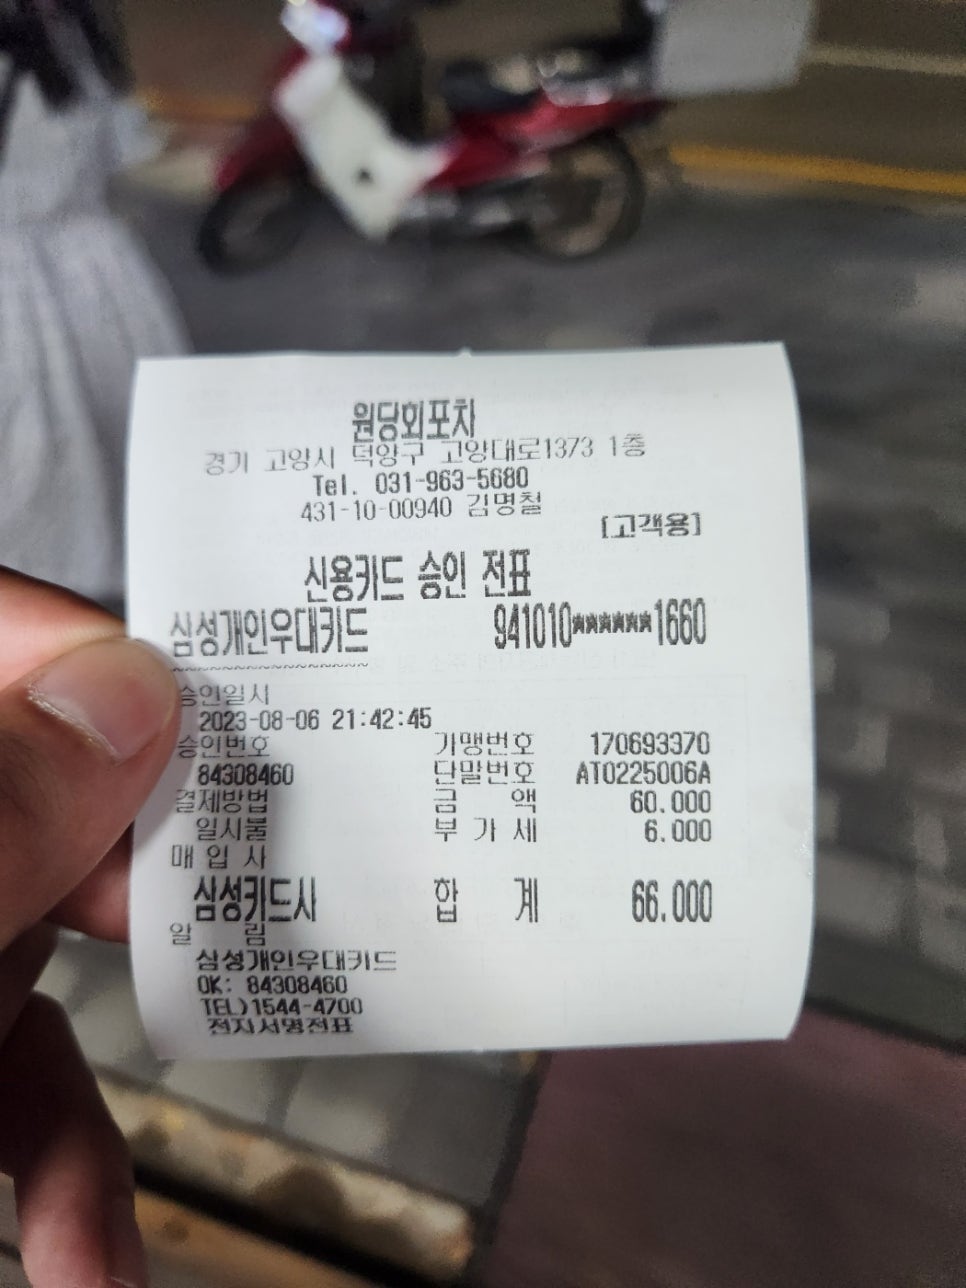 원당회포차
경기 고양시 덕양구 고양대로1373 1층
Tel. 031-963-5680
431-10-00940 김명철
[고객용]
신용카드 승인 전표
삼성개인우대카드 941010******1660
~~~~~~~~~~~~~~~~~~
승인일시
2023-08-06 21:42:45
승인번호 가맹번호 170693370
84308460 단말번호 AT0225006A
결제방법 금 액 60.000
일시불 부 가 세 6.000
매 입 사
삼성카드사 합 계 66.000
알 림
삼성개인우대카드
OK: 84308460
TEL)1544-4700
전자서명전표